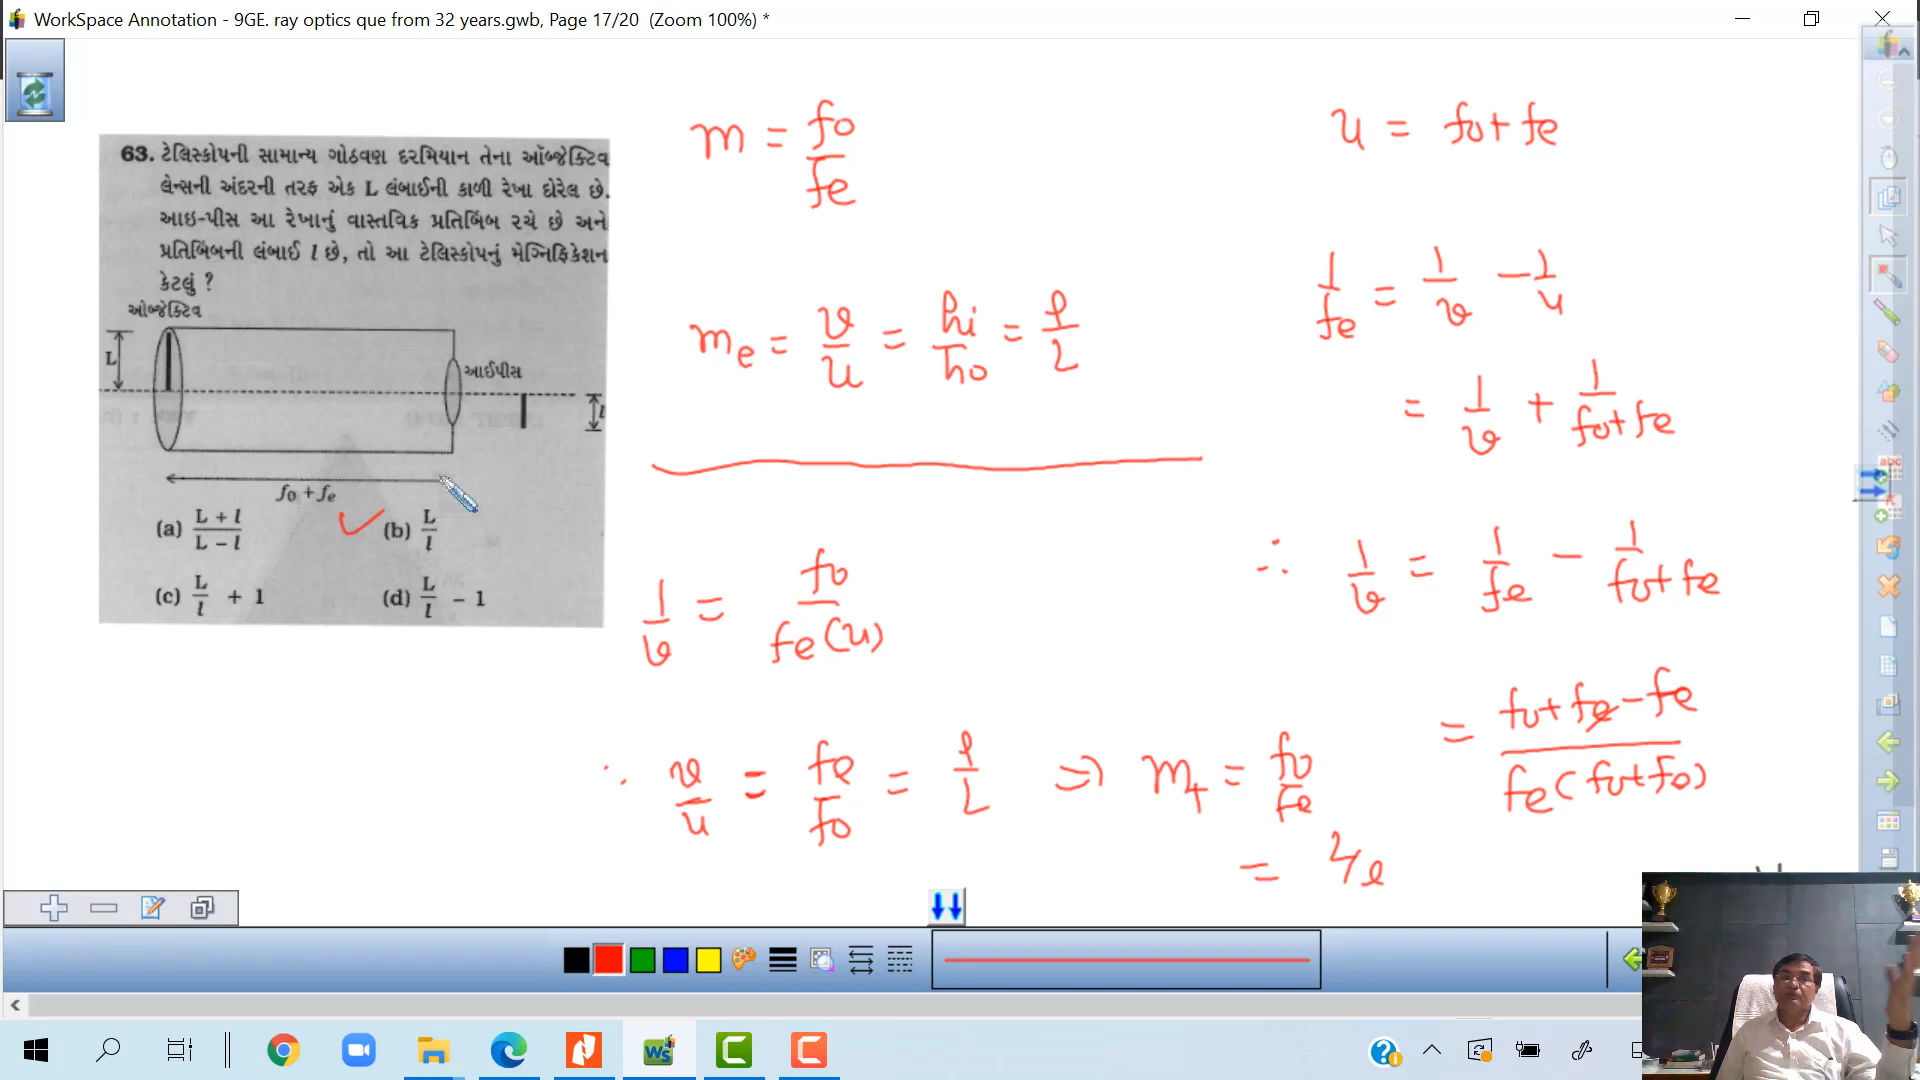 WorkSpace Annotation - 9GE. ray optics que from 32 years.gwb, Page 17/20 (Zoom 100%) *
63. ટેલિસ્કોપની સામાન્ય ગોઠવણ દરમિયાન તેના ઑબ્જેક્ટિવ
લેન્સની અંદરની તરફ એક L લંબાઈની કાળી રેખા દોરેલ છે.
આઇ-પીસ આ રેખાનું વાસ્તવિક પ્રતિબિંબ રચે છે અને
પ્રતિબિંબની લંબાઈ l છે, તો આ ટેલિસ્કોપનું મેગ્નિફિકેશન
કેટલું ?
ઓબ્જેક્ટિવ
L
આઈપીસ
l
fo + fe
(a) L + l / L – l
(b) L / l
(c) L / l + 1
(d) L / l – 1
m = fo / fe
me = v / u = hi / ho = l / L
1 / v = fo / fe (u)
∴ v / u = fe / fo = l / L ⇒ mT = fo / fe
= L/l
u = fo + fe
1 / fe = 1 / v − 1 / u
= 1 / v + 1 / fo + fe
∴ 1 / v = 1 / fe − 1 / fo + fe
= fo + fe − fe / fe (fo + fe)